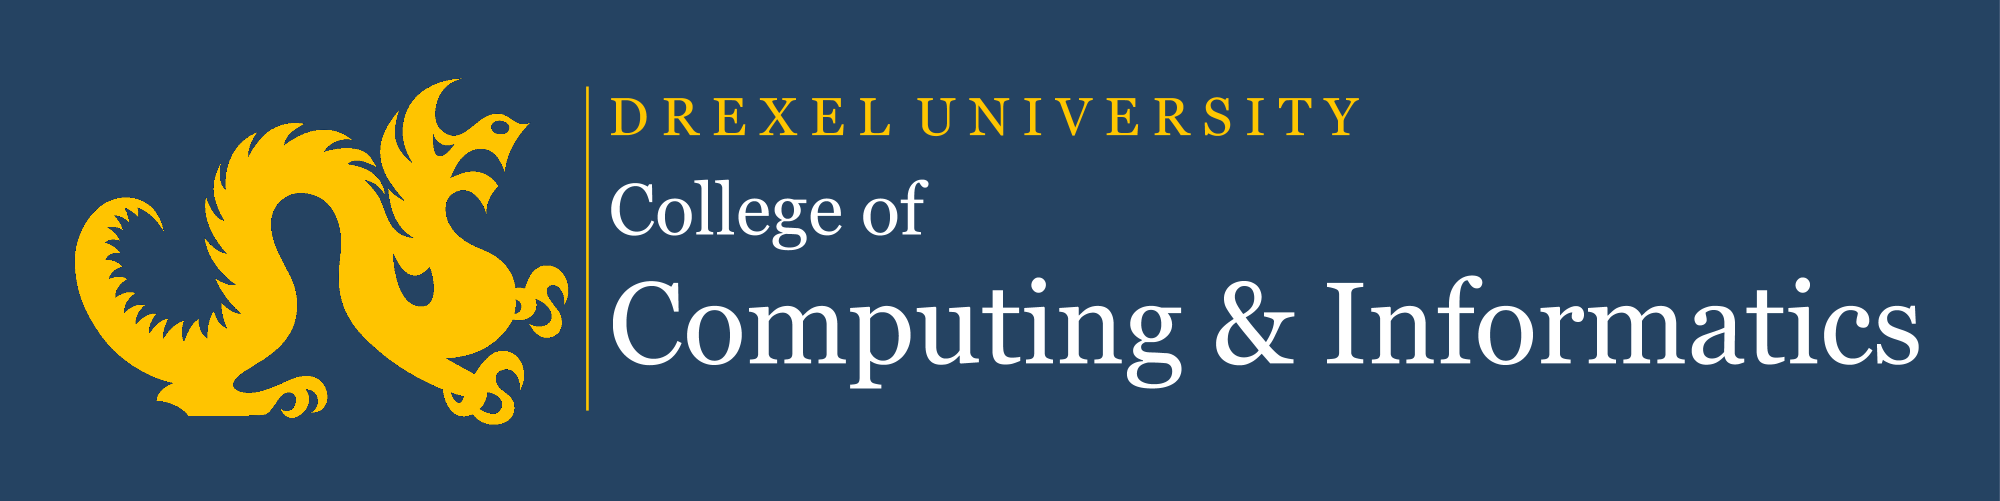 DREXEL UNIVERSITY
College of
Computing & Informatics